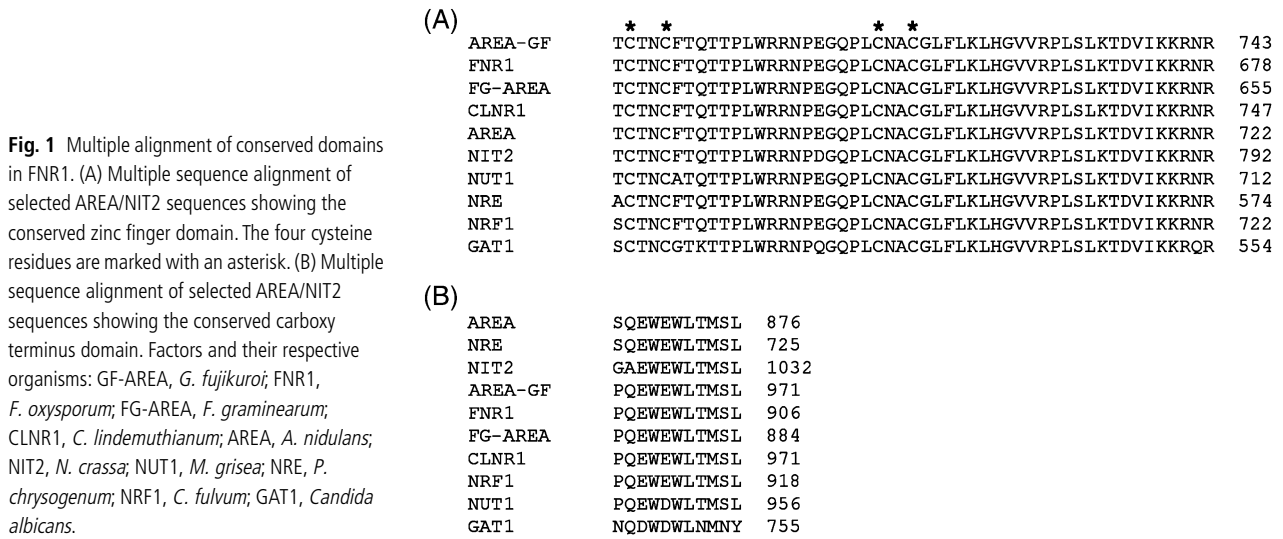 Fig. 1 Multiple alignment of conserved domains
in FNR1. (A) Multiple sequence alignment of
selected AREA/NIT2 sequences showing the
conserved zinc finger domain. The four cysteine
residues are marked with an asterisk. (B) Multiple
sequence alignment of selected AREA/NIT2
sequences showing the conserved carboxy
terminus domain. Factors and their respective
organisms: GF-AREA, G. fujikuroi; FNR1,
F. oxysporum; FG-AREA, F. graminearum;
CLNR1, C. lindemuthianum; AREA, A. nidulans;
NIT2, N. crassa; NUT1, M. grisea; NRE, P.
chrysogenum; NRF1, C. fulvum; GAT1, Candida
albicans.
(A)
* * * *
AREA-GF TCTNCFTQTTPLWRRNPEGQPLCNACGLFLKLHGVVRPLSLKTDVIKKRNR 743
FNR1 TCTNCFTQTTPLWRRNPEGQPLCNACGLFLKLHGVVRPLSLKTDVIKKRNR 678
FG-AREA TCTNCFTQTTPLWRRNPEGQPLCNACGLFLKLHGVVRPLSLKTDVIKKRNR 655
CLNR1 TCTNCFTQTTPLWRRNPEGQPLCNACGLFLKLHGVVRPLSLKTDVIKKRNR 747
AREA TCTNCFTQTTPLWRRNPEGQPLCNACGLFLKLHGVVRPLSLKTDVIKKRNR 722
NIT2 TCTNCFTQTTPLWRRNPDGQPLCNACGLFLKLHGVVRPLSLKTDVIKKRNR 792
NUT1 TCTNCATQTTPLWRRNPEGQPLCNACGLFLKLHGVVRPLSLKTDVIKKRNR 712
NRE ACTNCFTQTTPLWRRNPEGQPLCNACGLFLKLHGVVRPLSLKTDVIKKRNR 574
NRF1 SCTNCFTQTTPLWRRNPEGQPLCNACGLFLKLHGVVRPLSLKTDVIKKRNR 722
GAT1 SCTNCGTKTTPLWRRNPQGQPLCNACGLFLKLHGVVRPLSLKTDVIKKRQR 554
(B)
AREA SQEWEWLTMSL 876
NRE SQEWEWLTMSL 725
NIT2 GAEWEWLTMSL 1032
AREA-GF PQEWEWLTMSL 971
FNR1 PQEWEWLTMSL 906
FG-AREA PQEWEWLTMSL 884
CLNR1 PQEWEWLTMSL 971
NRF1 PQEWEWLTMSL 918
NUT1 PQEWDWLTMSL 956
GAT1 NQDWDWLNMNY 755